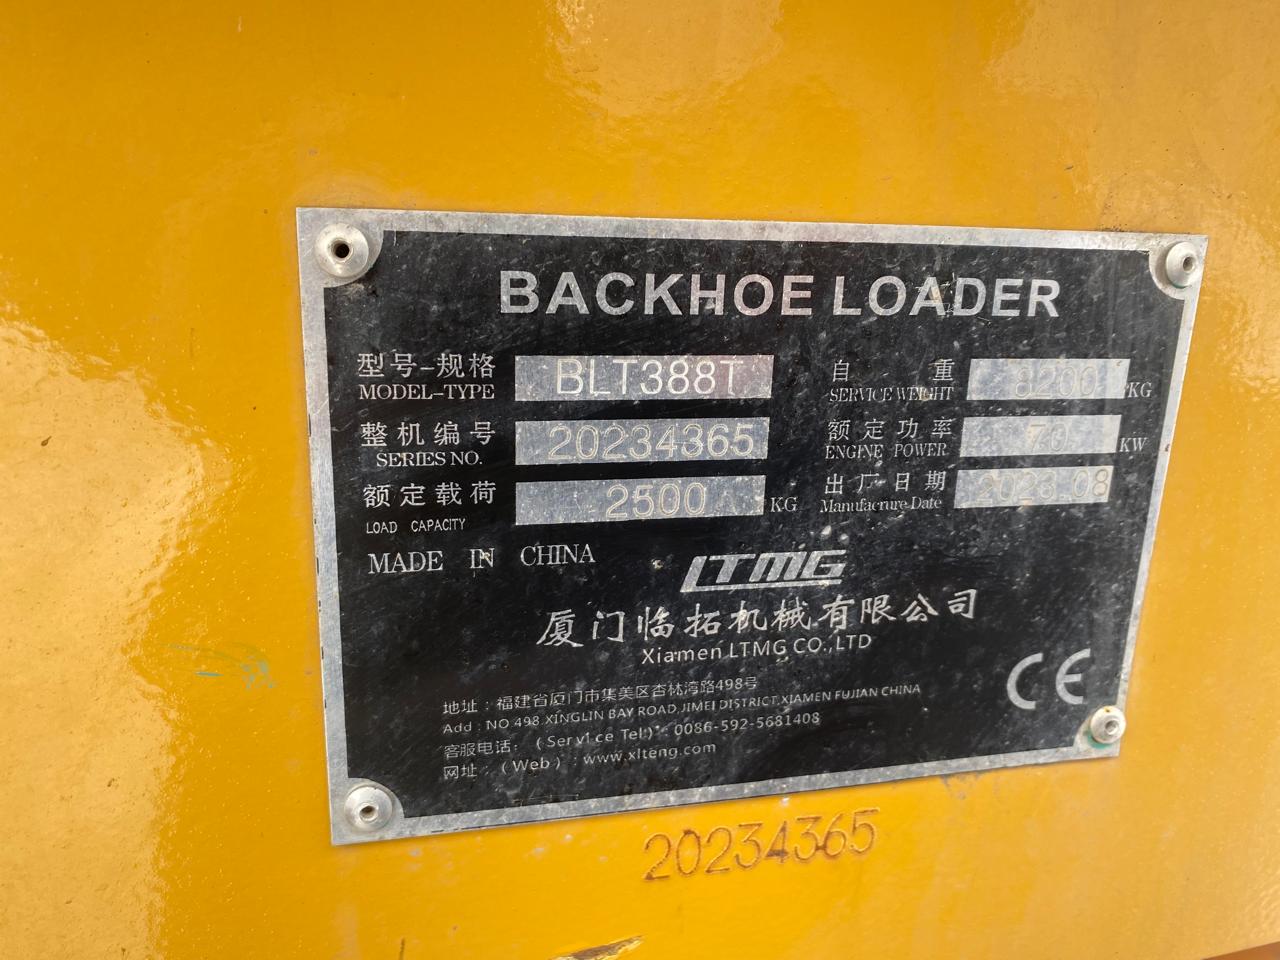 BACKHOE LOADER
型号-规格 BLT388T 自重 8200 KG
MODEL-TYPE SERVICE WEIGHT
整机编号 20234365 额定功率 70 KW
SERIES NO. ENGINE POWER
额定载荷 2500 KG 出厂日期 2023.08
LOAD CAPACITY Manufacrure Date
MADE IN CHINA
LTMG
厦门临拓机械有限公司
Xiamen LTMG CO.,LTD
CE
地址：福建省厦门市集美区杏林湾路498号
Add：NO 498.XINGLIN BAY ROAD,JIMEI DISTRICT,XIAMEN FUJIAN CHINA
客服电话：（Service Tel）：0086-592-5681408
网址：（Web）：www.xlteng.com
20234365